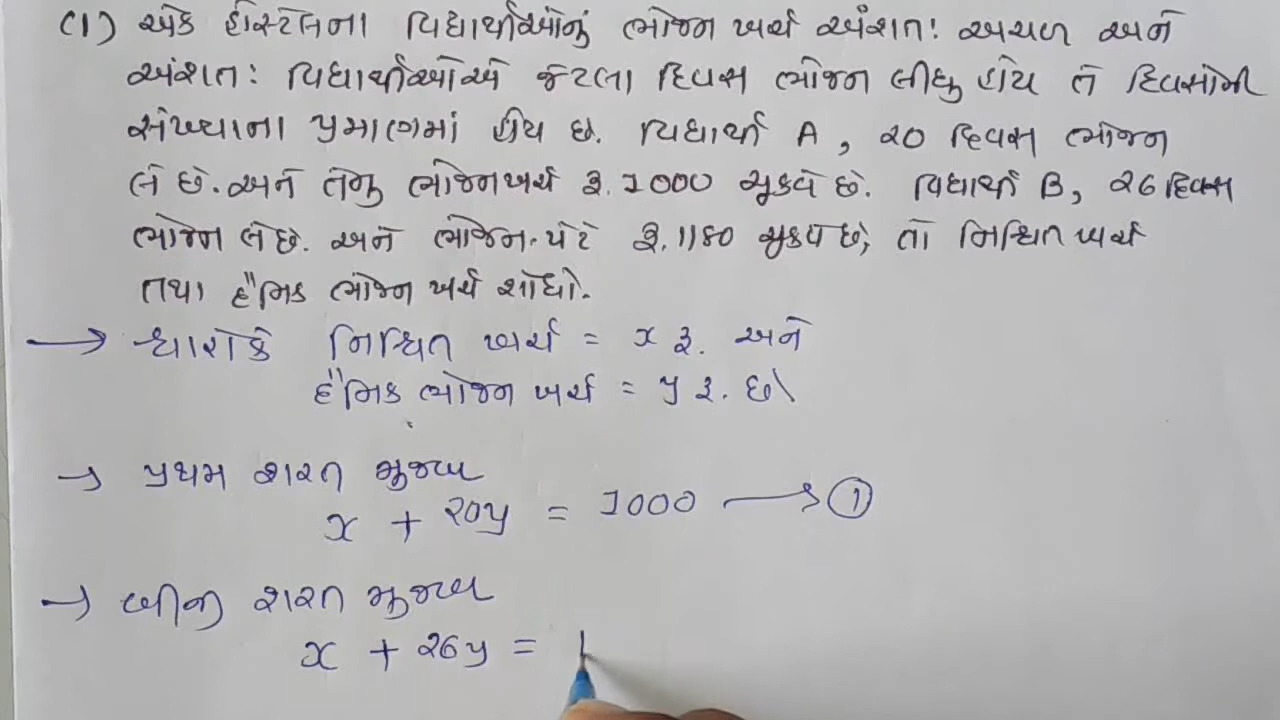 (1) એક હોસ્ટેલના વિદ્યાર્થીઓનું ભોજન ખર્ચ અંશત: અચળ અને
અંશત: વિદ્યાર્થીઓએ જેટલા દિવસ ભોજન લીધુ હોય તે દિવસોની
સંખ્યાના પ્રમાણમાં હોય છે. વિદ્યાર્થી A, 20 દિવસ ભોજન
લે છે. અને તેનુ ભોજનખર્ચ રૂ. 1000 ચૂકવે છે. વિદ્યાર્થી B, 26 દિવસ
ભોજન લે છે. અને ભોજન પેટે રૂ. 1180 ચૂકવે છે, તો નિશ્ચિત ખર્ચ
તથા દૈનિક ભોજન ખર્ચ શોધો.
→ ધારોકે નિશ્ચિત ખર્ચ = x રૂ. અને
દૈનિક ભોજન ખર્ચ = y રૂ. છે
→ પ્રથમ શરત મુજબ
x + 20y = 1000 → ①
→ બીજી શરત મુજબ
x + 26y = 1